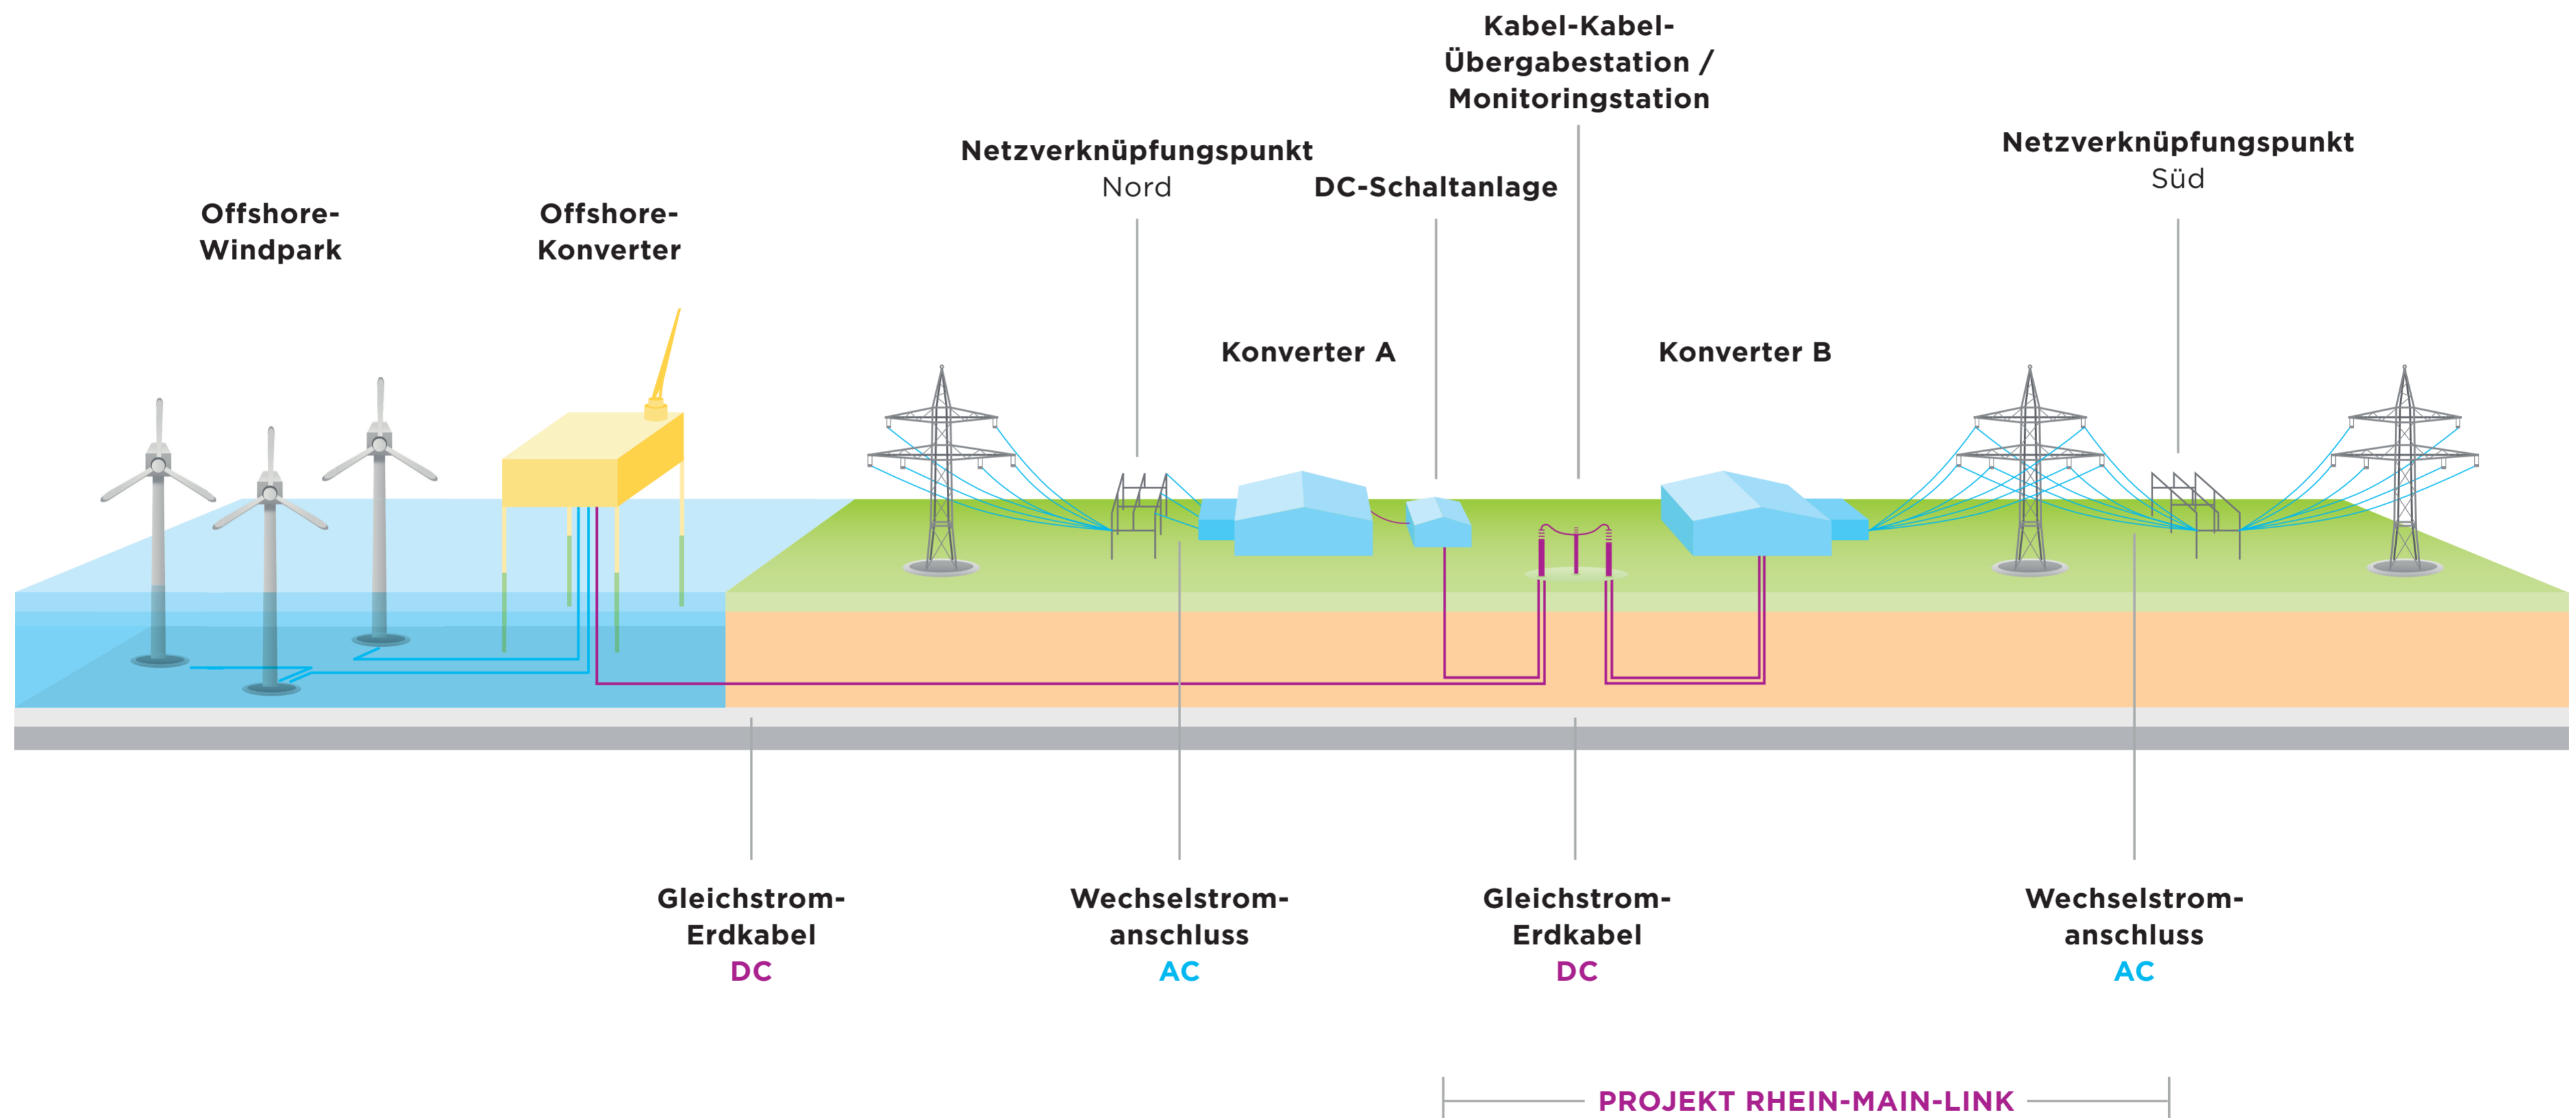 Kabel-Kabel-
Übergabestation /
Monitoringstation
Netzverknüpfungspunkt
Nord
DC-Schaltanlage
Netzverknüpfungspunkt
Süd
Offshore-
Windpark
Offshore-
Konverter
Konverter A
Konverter B
Gleichstrom-
Erdkabel
DC
Wechselstrom-
anschluss
AC
Gleichstrom-
Erdkabel
DC
Wechselstrom-
anschluss
AC
PROJEKT RHEIN-MAIN-LINK